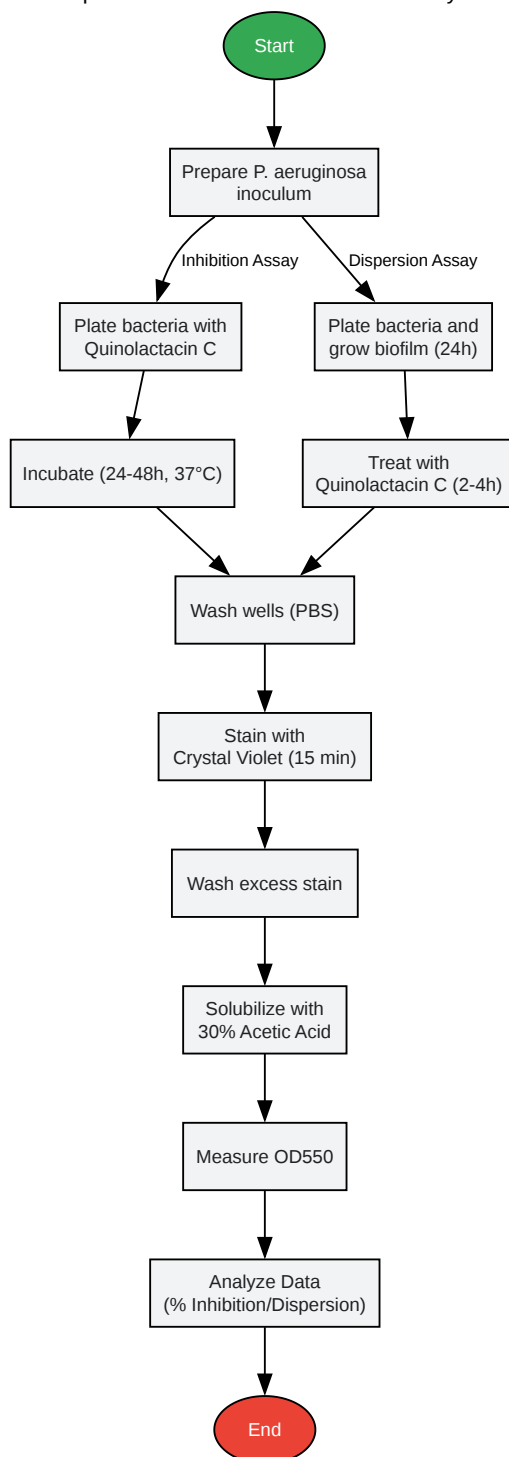 Start
Prepare P. aeruginosa
inoculum
Inhibition Assay
Dispersion Assay
Plate bacteria with
Quinolactacin C
Plate bacteria and
grow biofilm (24h)
Incubate (24-48h, 37°C)
Treat with
Quinolactacin C (2-4h)
Wash wells (PBS)
Stain with
Crystal Violet (15 min)
Wash excess stain
Solubilize with
30% Acetic Acid
Measure OD550
Analyze Data
(% Inhibition/Dispersion)
End